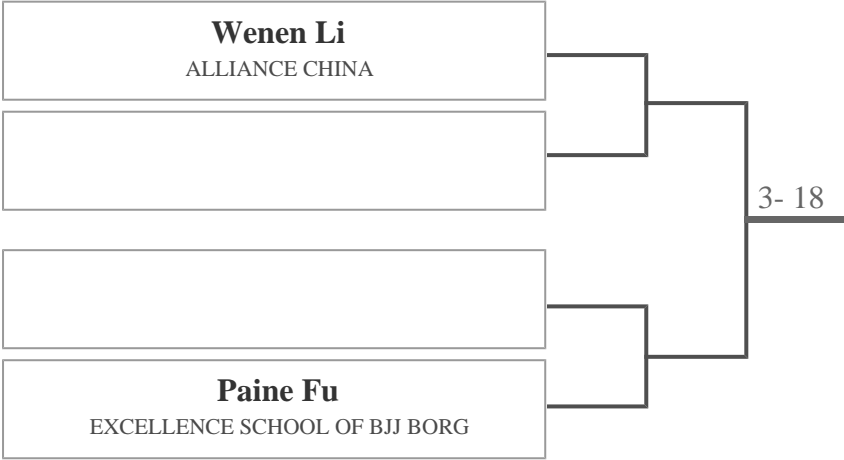 Wenen Li
ALLIANCE CHINA
3- 18
Paine Fu
EXCELLENCE SCHOOL OF BJJ BORG